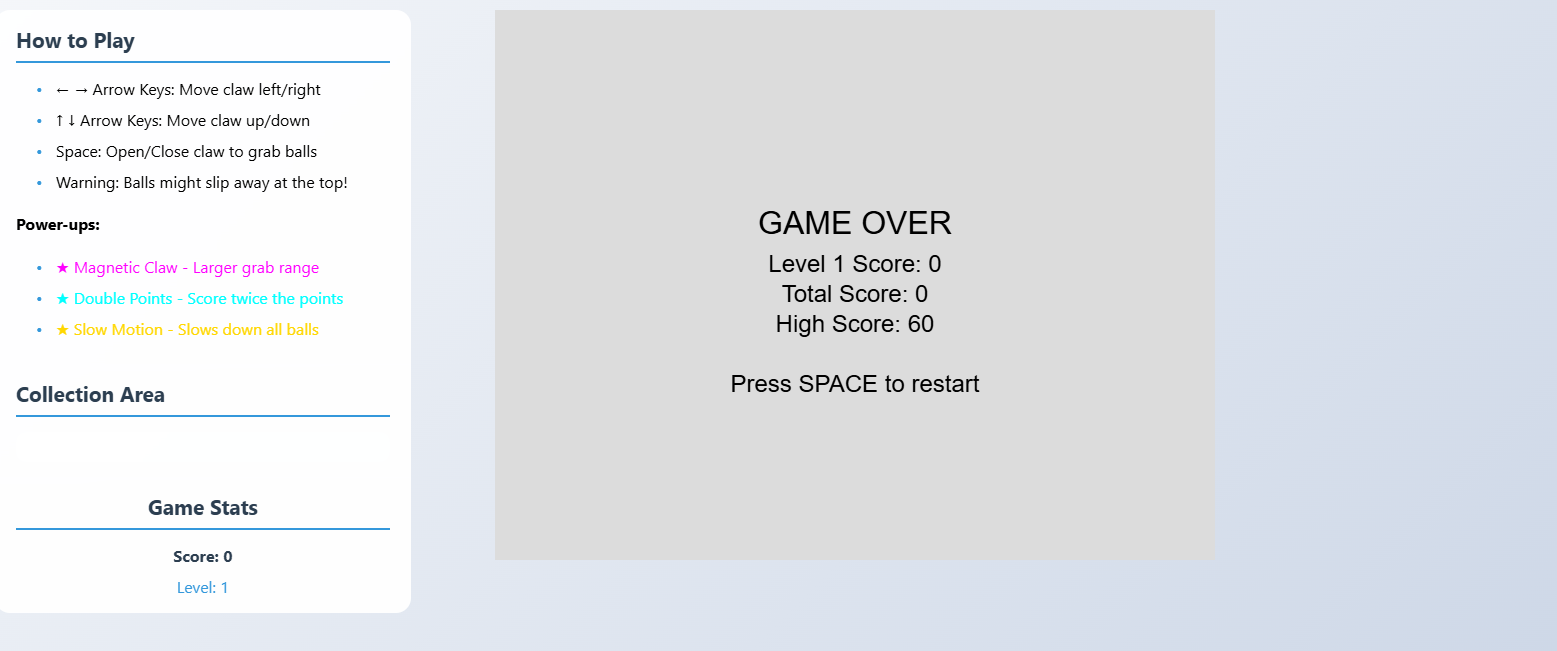 How to Play
• ← → Arrow Keys: Move claw left/right
• ↑ ↓ Arrow Keys: Move claw up/down
• Space: Open/Close claw to grab balls
• Warning: Balls might slip away at the top!
Power-ups:
• ★ Magnetic Claw - Larger grab range
• ★ Double Points - Score twice the points
• ★ Slow Motion - Slows down all balls
Collection Area
Game Stats
Score: 0
Level: 1
GAME OVER
Level 1 Score: 0
Total Score: 0
High Score: 60
Press SPACE to restart